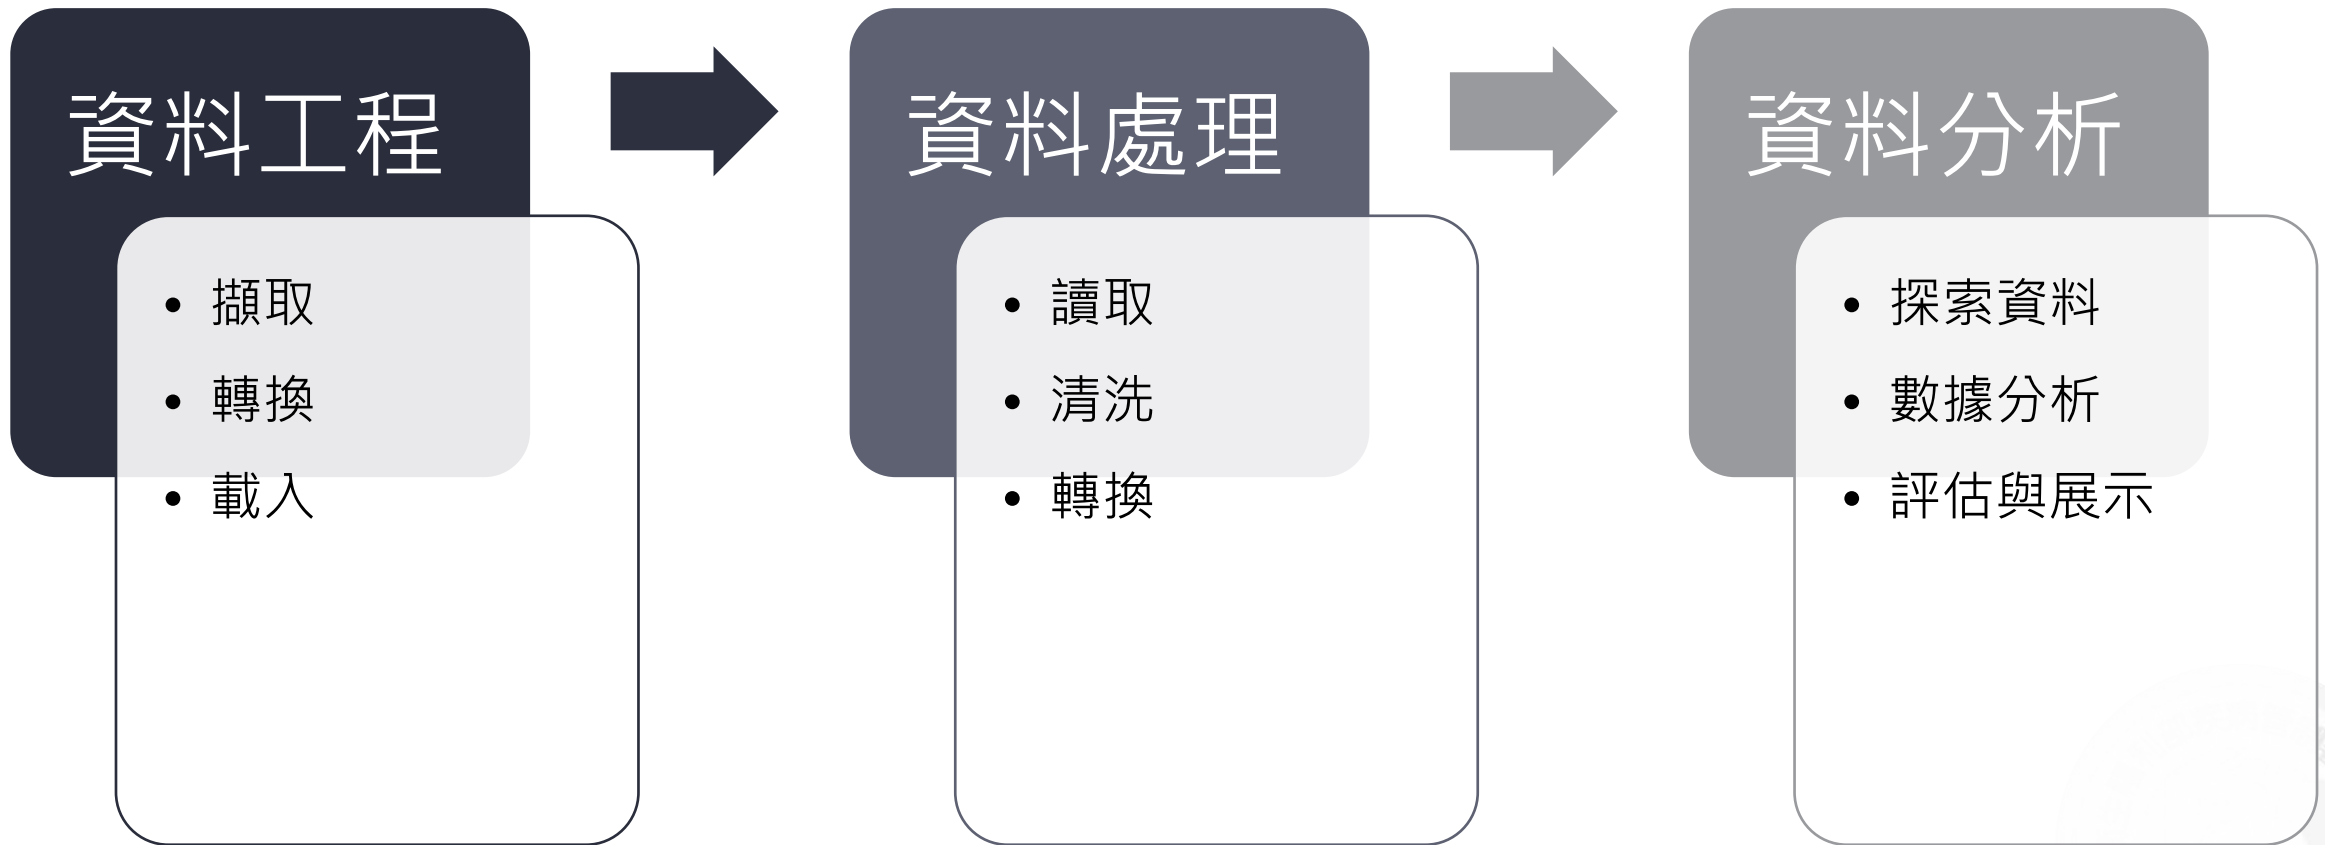 資料工程
• 擷取
• 轉換
• 載入
資料處理
• 讀取
• 清洗
• 轉換
資料分析
• 探索資料
• 數據分析
• 評估與展示